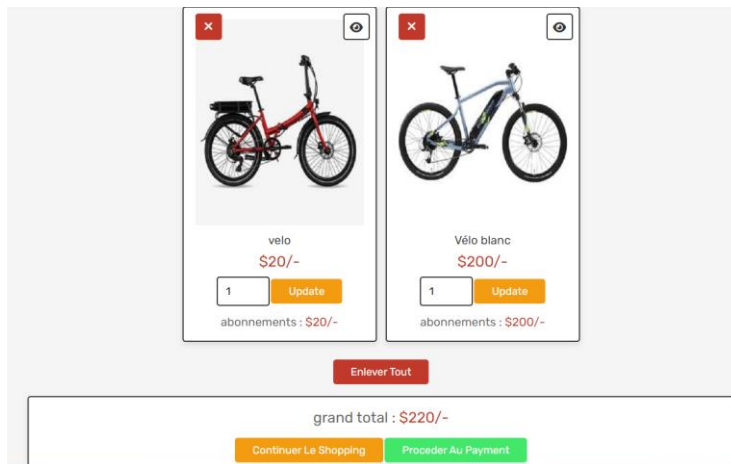 velo
$20/-
1
Update
abonnements : $20/-
Vélo blanc
$200/-
1
Update
abonnements : $200/-
Enlever Tout
grand total : $220/-
Continuer Le Shopping
Proceder Au Payment